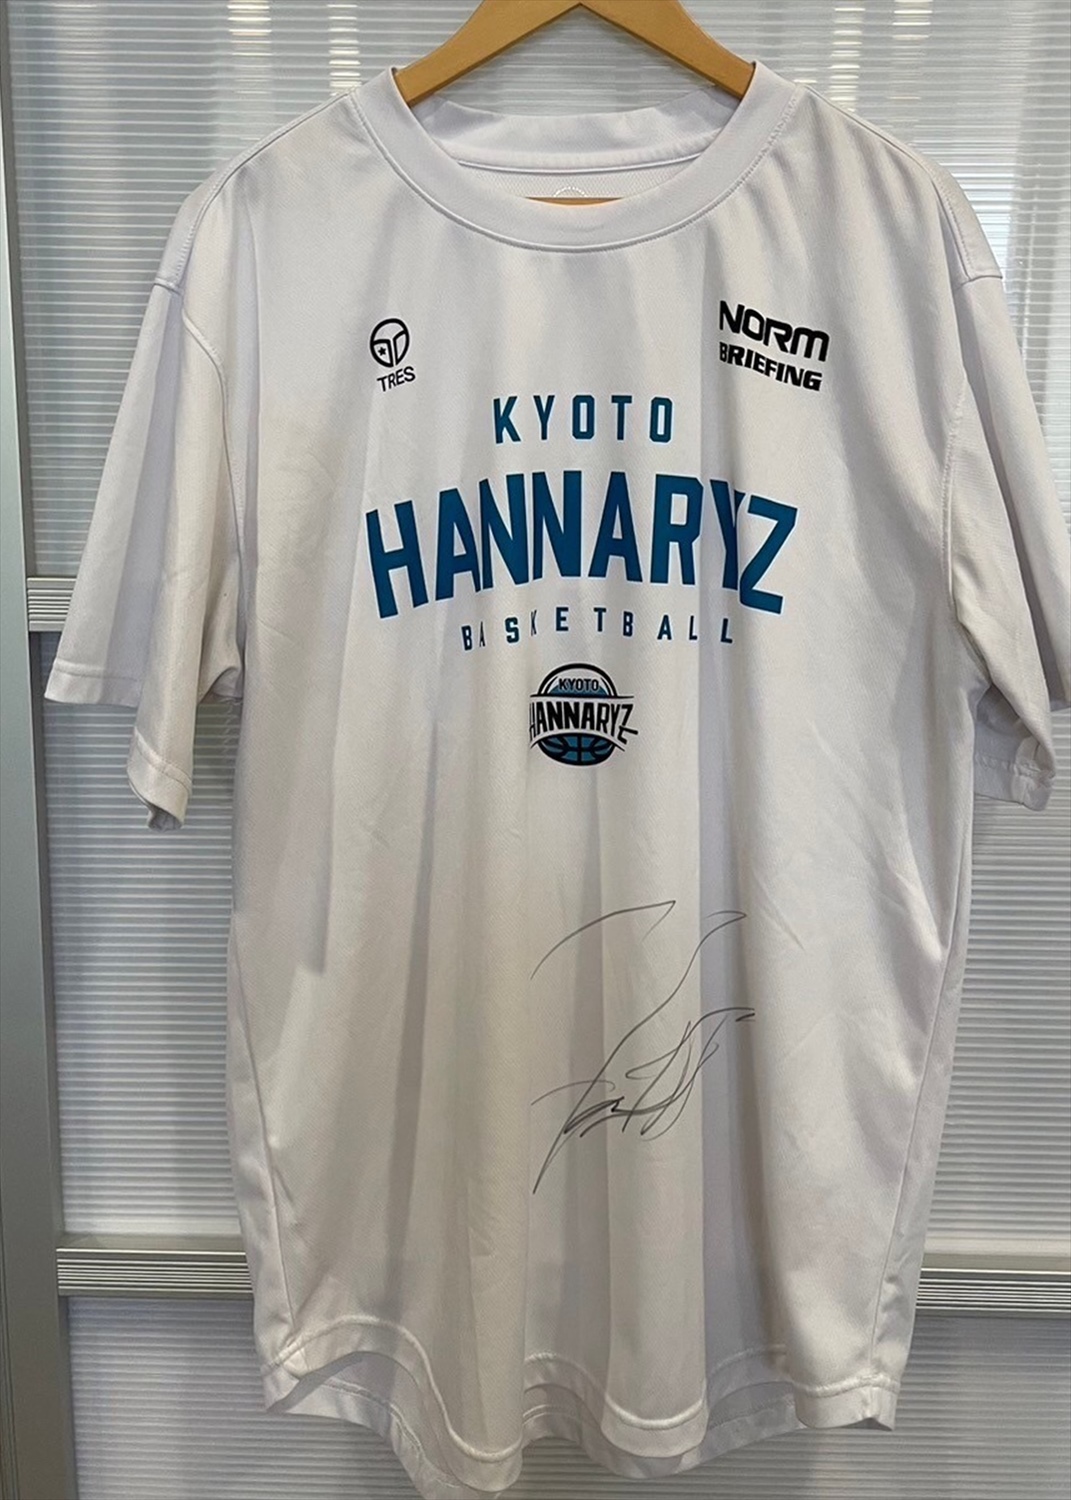 TRES
NORM
BRIEFING
KYOTO
HANNARYZ
BASKETBALL
KYOTO
HANNARYZ